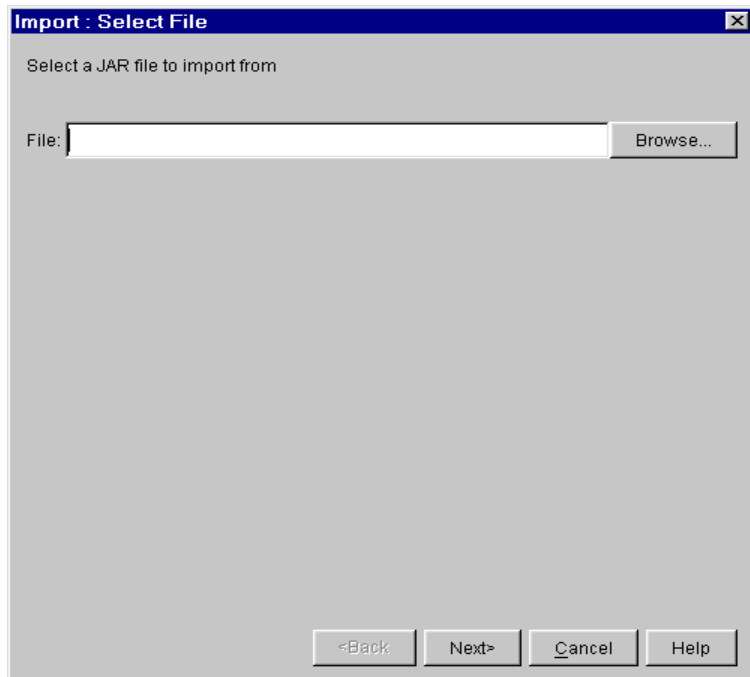 Import : Select File
Select a JAR file to import from
File:
Browse...
<Back
Next>
Cancel
Help